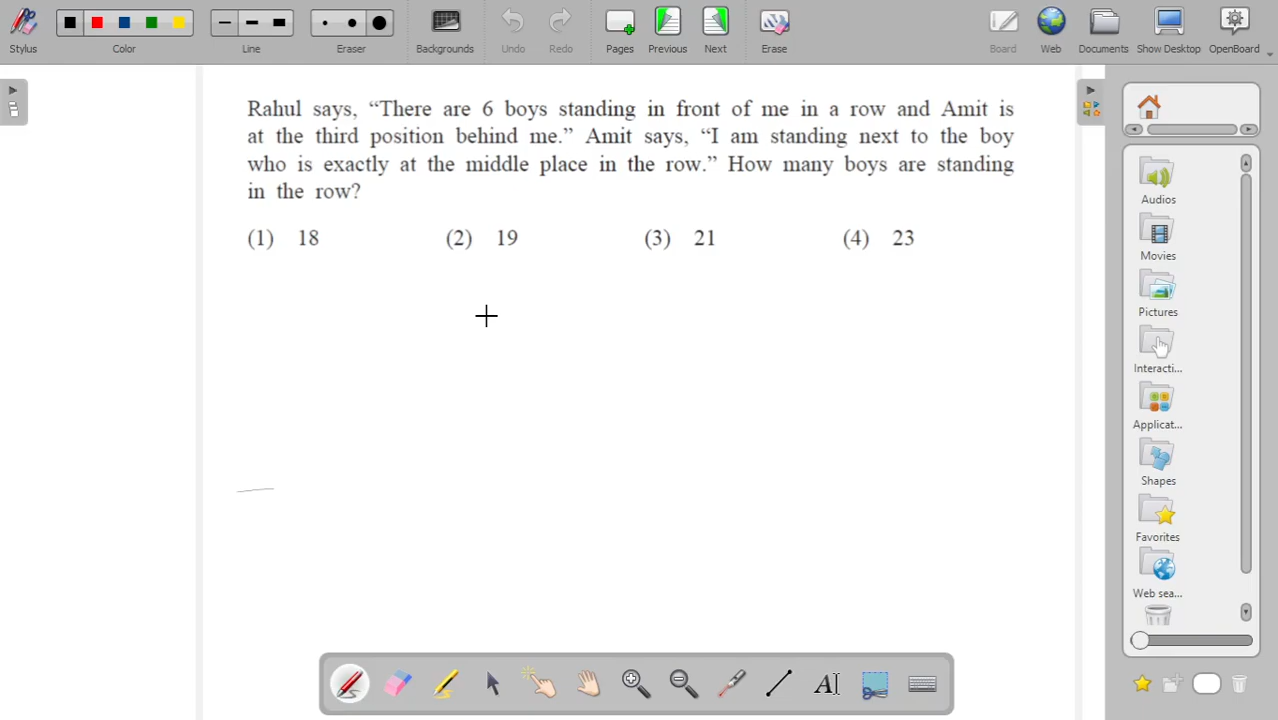 Stylus Color Line Eraser Backgrounds Undo Redo Pages Previous Next Erase Board Web Documents Show Desktop OpenBoard
Rahul says, “There are 6 boys standing in front of me in a row and Amit is
at the third position behind me.” Amit says, “I am standing next to the boy
who is exactly at the middle place in the row.” How many boys are standing
in the row?
(1) 18 (2) 19 (3) 21 (4) 23
Audios
Movies
Pictures
Interacti...
Applicat...
Shapes
Favorites
Web sea...